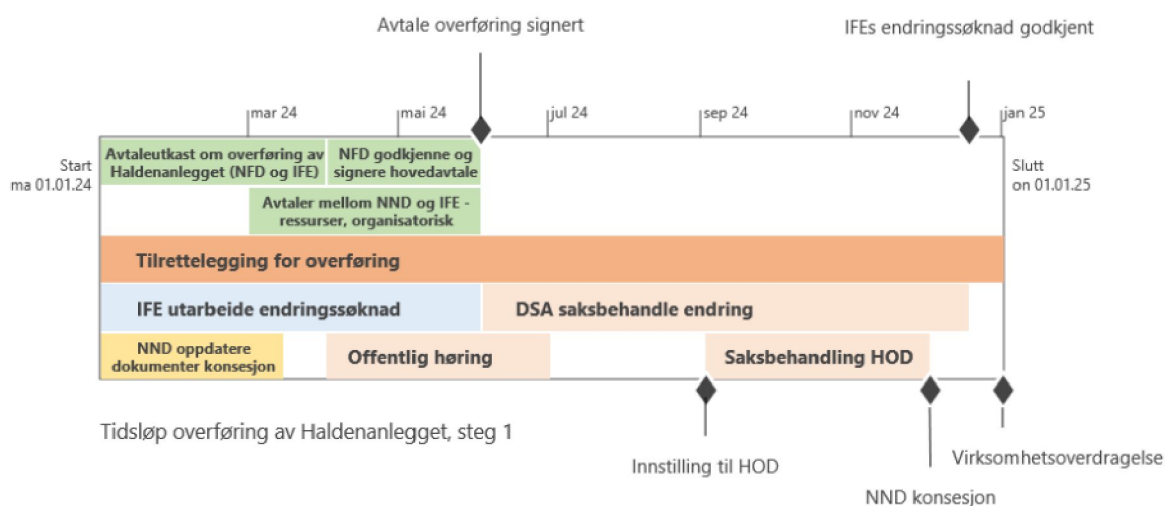 Avtale overføring signert
IFEs endringssøknad godkjent
mar 24
mai 24
jul 24
sep 24
nov 24
jan 25
Start
ma 01.01.24
Avtaleutkast om overføring av
Haldenanlegget (NFD og IFE)
NFD godkjenne og
signere hovedavtale
Slutt
on 01.01.25
Avtaler mellom NND og IFE -
ressurser, organisatorisk
Tilrettelegging for overføring
IFE utarbeide endringssøknad
DSA saksbehandle endring
NND oppdatere
dokumenter konsesjon
Offentlig høring
Saksbehandling HOD
Tidsløp overføring av Haldenanlegget, steg 1
Innstilling til HOD
Virksomhetsoverdragelse
NND konsesjon